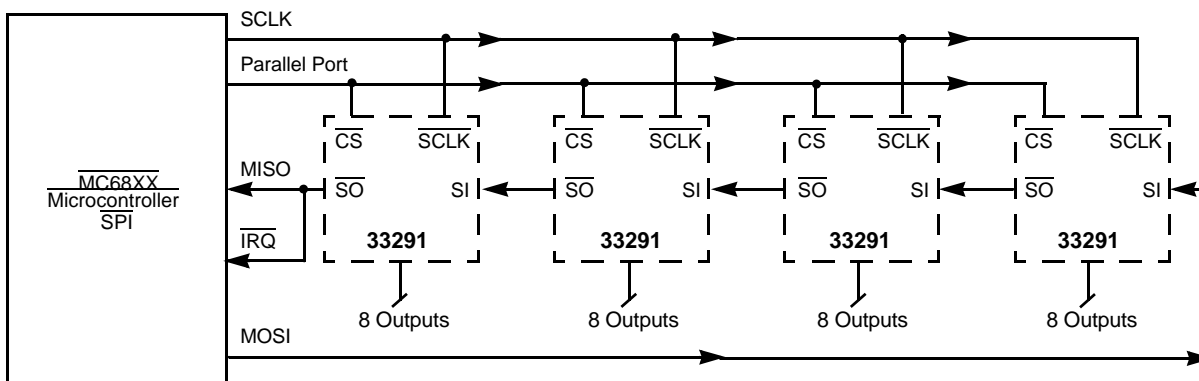 SCLK
Parallel Port
CS SCLK CS SCLK CS SCLK CS SCLK
MISO
SO SI SO SI SO SI SO SI
MC68XX
Microcontroller
SPI
IRQ
33291 33291 33291 33291
8 Outputs 8 Outputs 8 Outputs 8 Outputs
MOSI